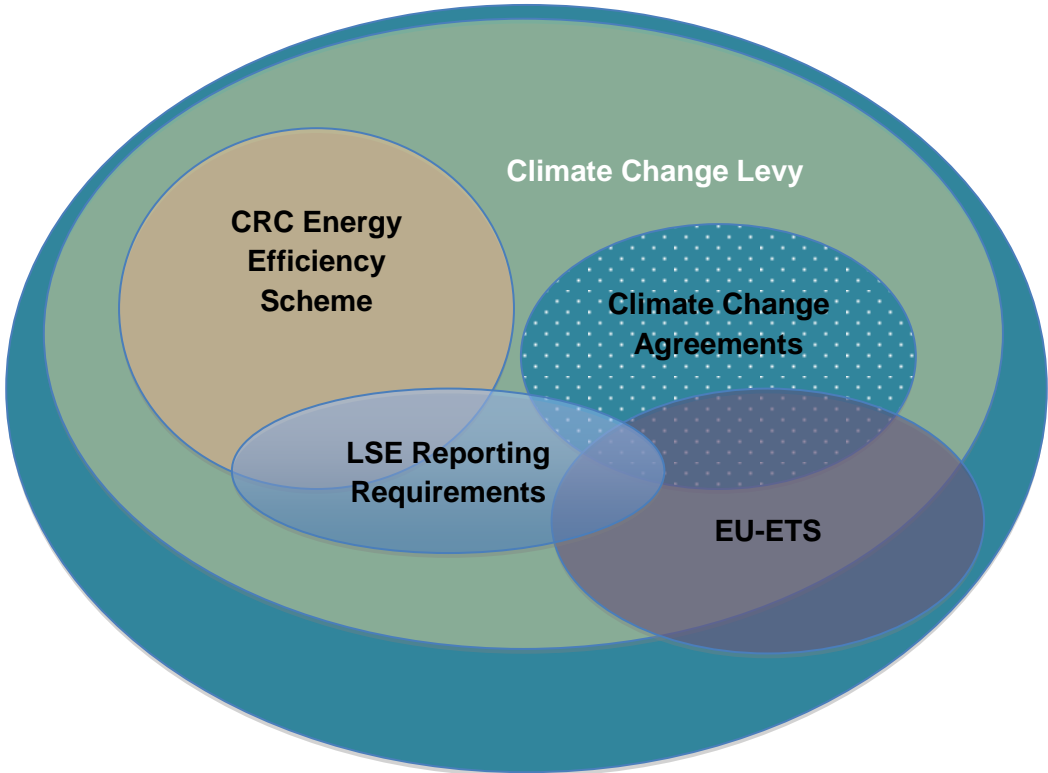 Climate Change Levy
CRC Energy
Efficiency
Scheme
Climate Change
Agreements
LSE Reporting
Requirements
EU-ETS